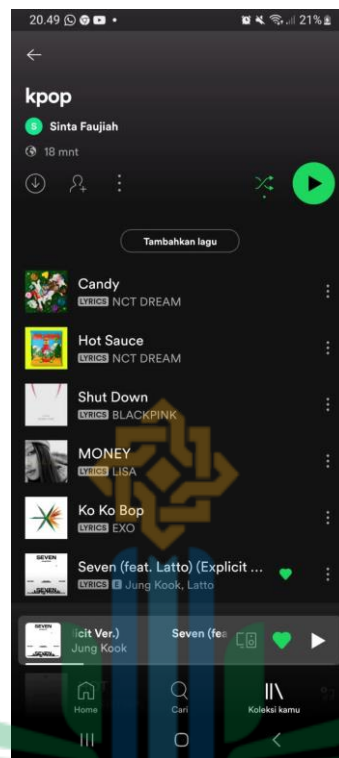 20.49 21%
kpop
S Sinta Faujiah
18 mnt
Tambahkan lagu
Candy
LYRICS NCT DREAM
Hot Sauce
LYRICS NCT DREAM
Shut Down
LYRICS BLACKPINK
MONEY
LYRICS LISA
Ko Ko Bop
LYRICS EXO
SEVEN
Seven (feat. Latto) (Explicit ...
LYRICS E Jung Kook, Latto
licit Ver.) Seven (fea
Jung Kook
Home Cari Koleksi kamu